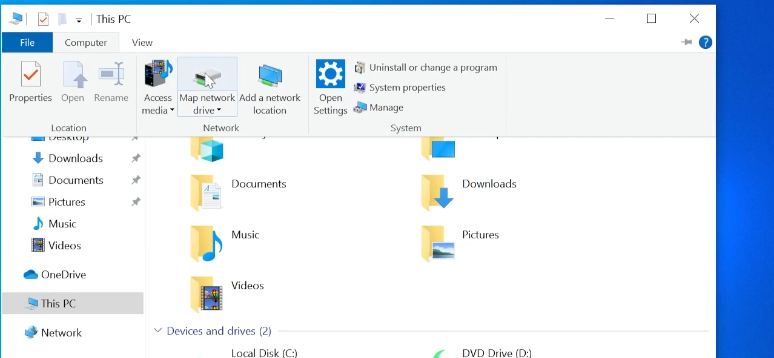 This PC
File
Computer
View
Properties
Open
Rename
Access
media
Map network
drive
Add a network
location
Open
Settings
Uninstall or change a program
System properties
Manage
Location
Network
System
Desktop
Downloads
Documents
Pictures
Music
Videos
OneDrive
This PC
Network
Documents
Downloads
Music
Pictures
Videos
Devices and drives (2)
Local Disk (C:)
DVD Drive (D:)